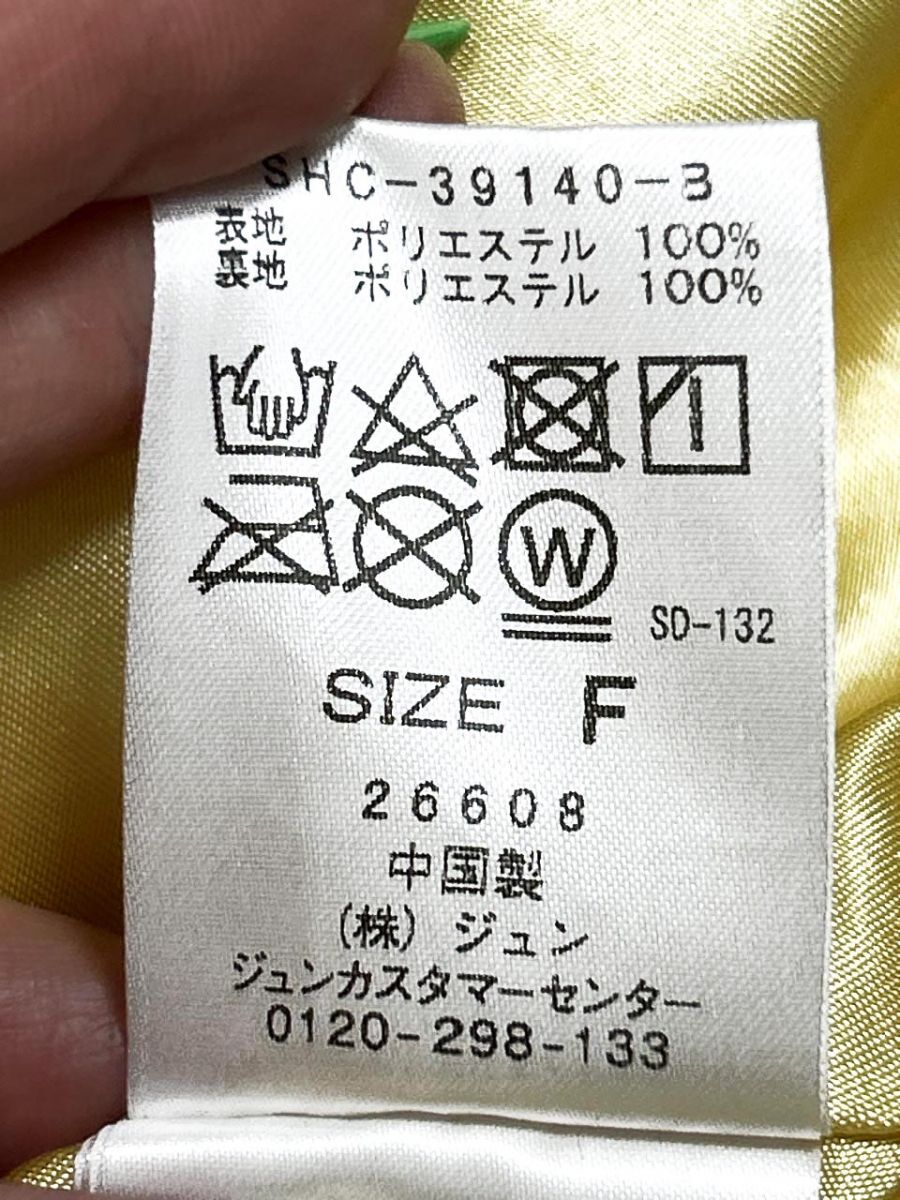 SHC-39140-B
表地 ポリエステル 100%
裏地 ポリエステル 100%
W
SD-132
SIZE F
26608
中国製
(株) ジュン
ジュンカスタマーセンター
0120-298-133